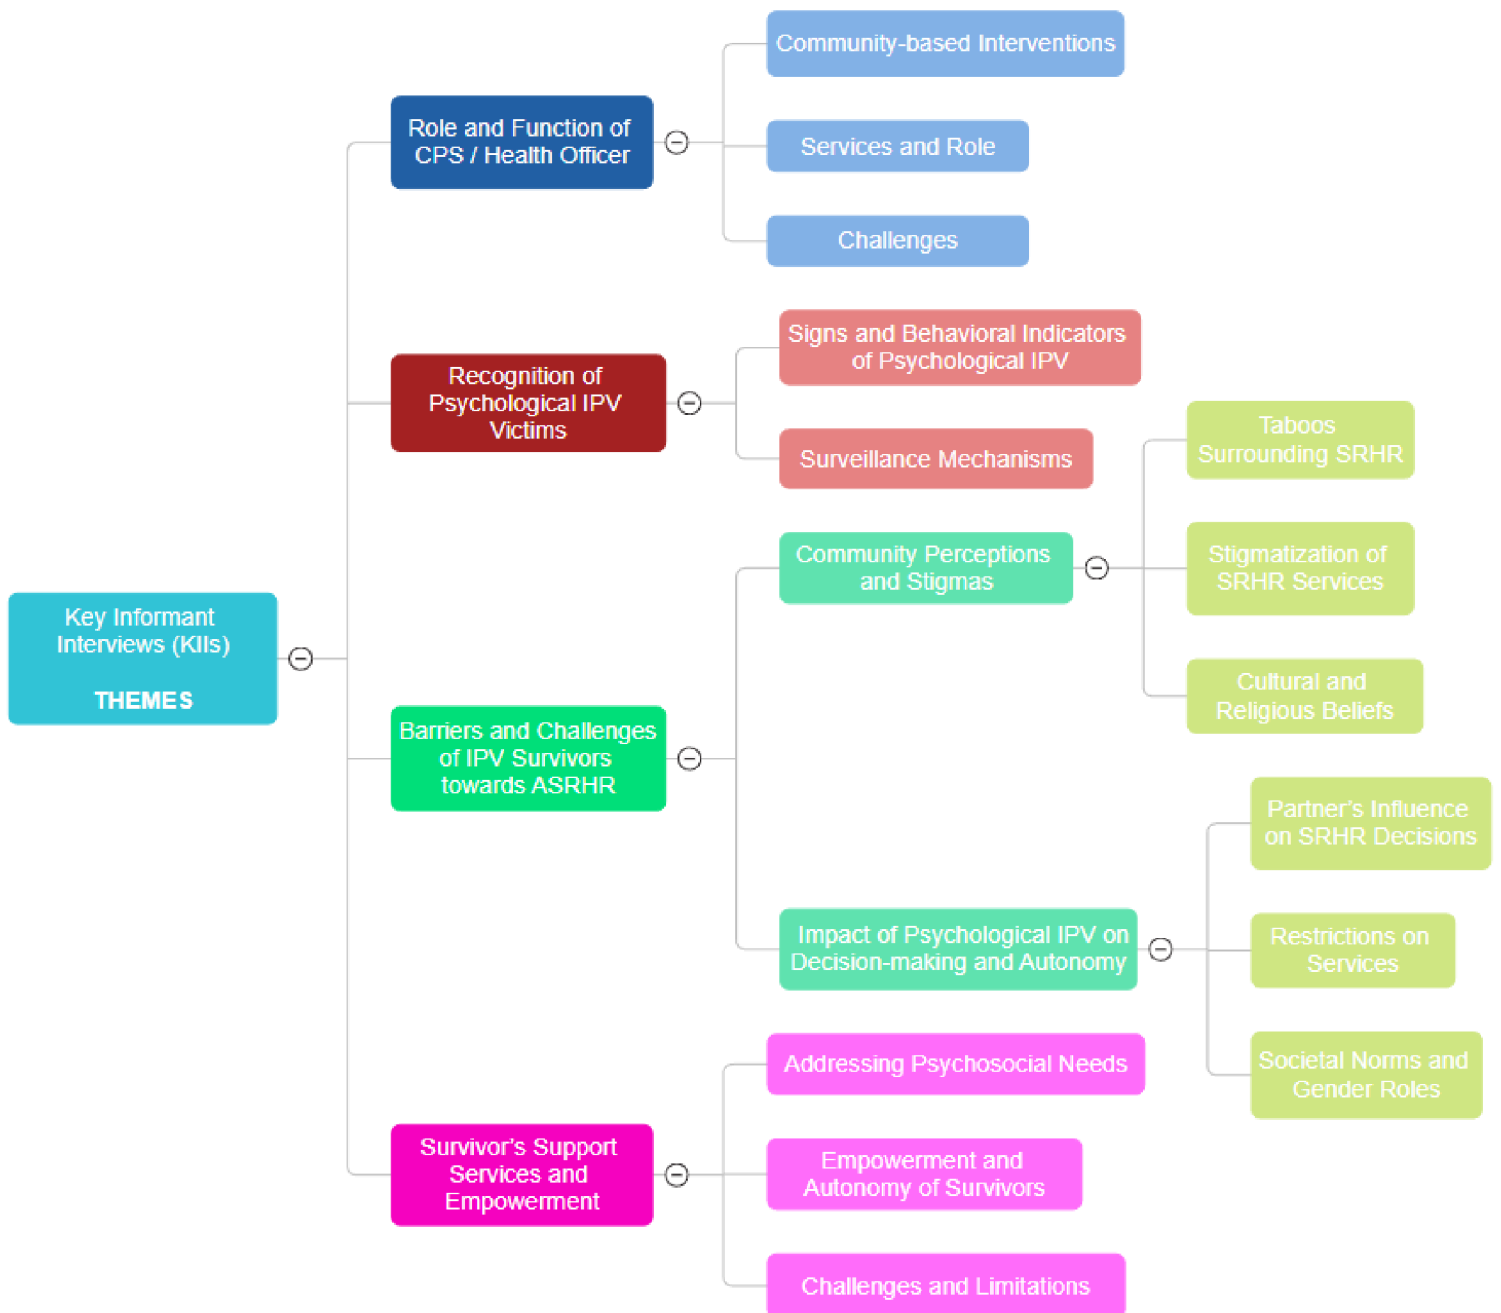 Key Informant
Interviews (KIIs)
THEMES
Role and Function of
CPS / Health Officer
Community-based Interventions
Services and Role
Challenges
Recognition of
Psychological IPV
Victims
Signs and Behavioral Indicators
of Psychological IPV
Surveillance Mechanisms
Barriers and Challenges
of IPV Survivors
towards ASRHR
Community Perceptions
and Stigmas
Taboos
Surrounding SRHR
Stigmatization of
SRHR Services
Cultural and
Religious Beliefs
Impact of Psychological IPV on
Decision-making and Autonomy
Partner’s Influence
on SRHR Decisions
Restrictions on
Services
Societal Norms and
Gender Roles
Survivor’s Support
Services and
Empowerment
Addressing Psychosocial Needs
Empowerment and
Autonomy of Survivors
Challenges and Limitations